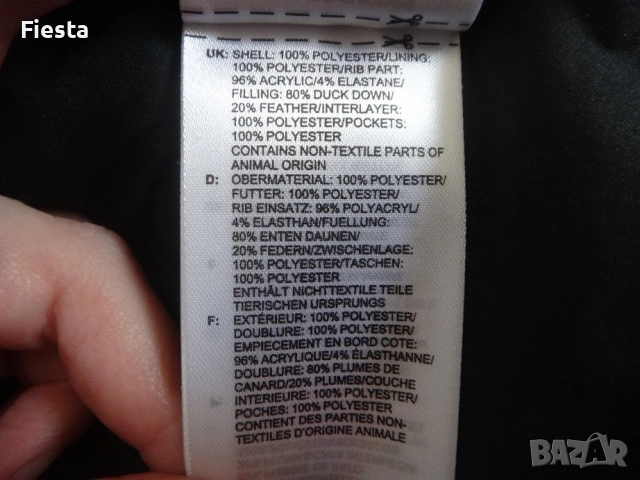 Fiesta
UK: SHELL: 100% POLYESTER/LINING:
100% POLYESTER/RIB PART:
96% ACRYLIC/4% ELASTANE/
FILLING: 80% DUCK DOWN/
20% FEATHER/INTERLAYER:
100% POLYESTER/POCKETS:
100% POLYESTER
CONTAINS NON-TEXTILE PARTS OF
ANIMAL ORIGIN
D: OBERMATERIAL: 100% POLYESTER/
FUTTER: 100% POLYESTER/
RIB EINSATZ: 96% POLYACRYL/
4% ELASTHAN/FUELLUNG:
80% ENTEN DAUNEN/
20% FEDERN/ZWISCHENLAGE:
100% POLYESTER/TASCHEN:
100% POLYESTER
ENTHÄLT NICHTTEXTILE TEILE
TIERISCHEN URSPRUNGS
F: EXTÉRIEUR: 100% POLYESTER/
DOUBLURE: 100% POLYESTER/
EMPIECEMENT EN BORD COTE:
96% ACRYLIQUE/4% ÉLASTHANNE/
DOUBLURE: 80% PLUMES DE
CANARD/20% PLUMES/COUCHE
INTERIEURE: 100% POLYESTER/
POCHES: 100% POLYESTER
CONTIENT DES PARTIES NON-
TEXTILES D'ORIGINE ANIMALE
BAZAR